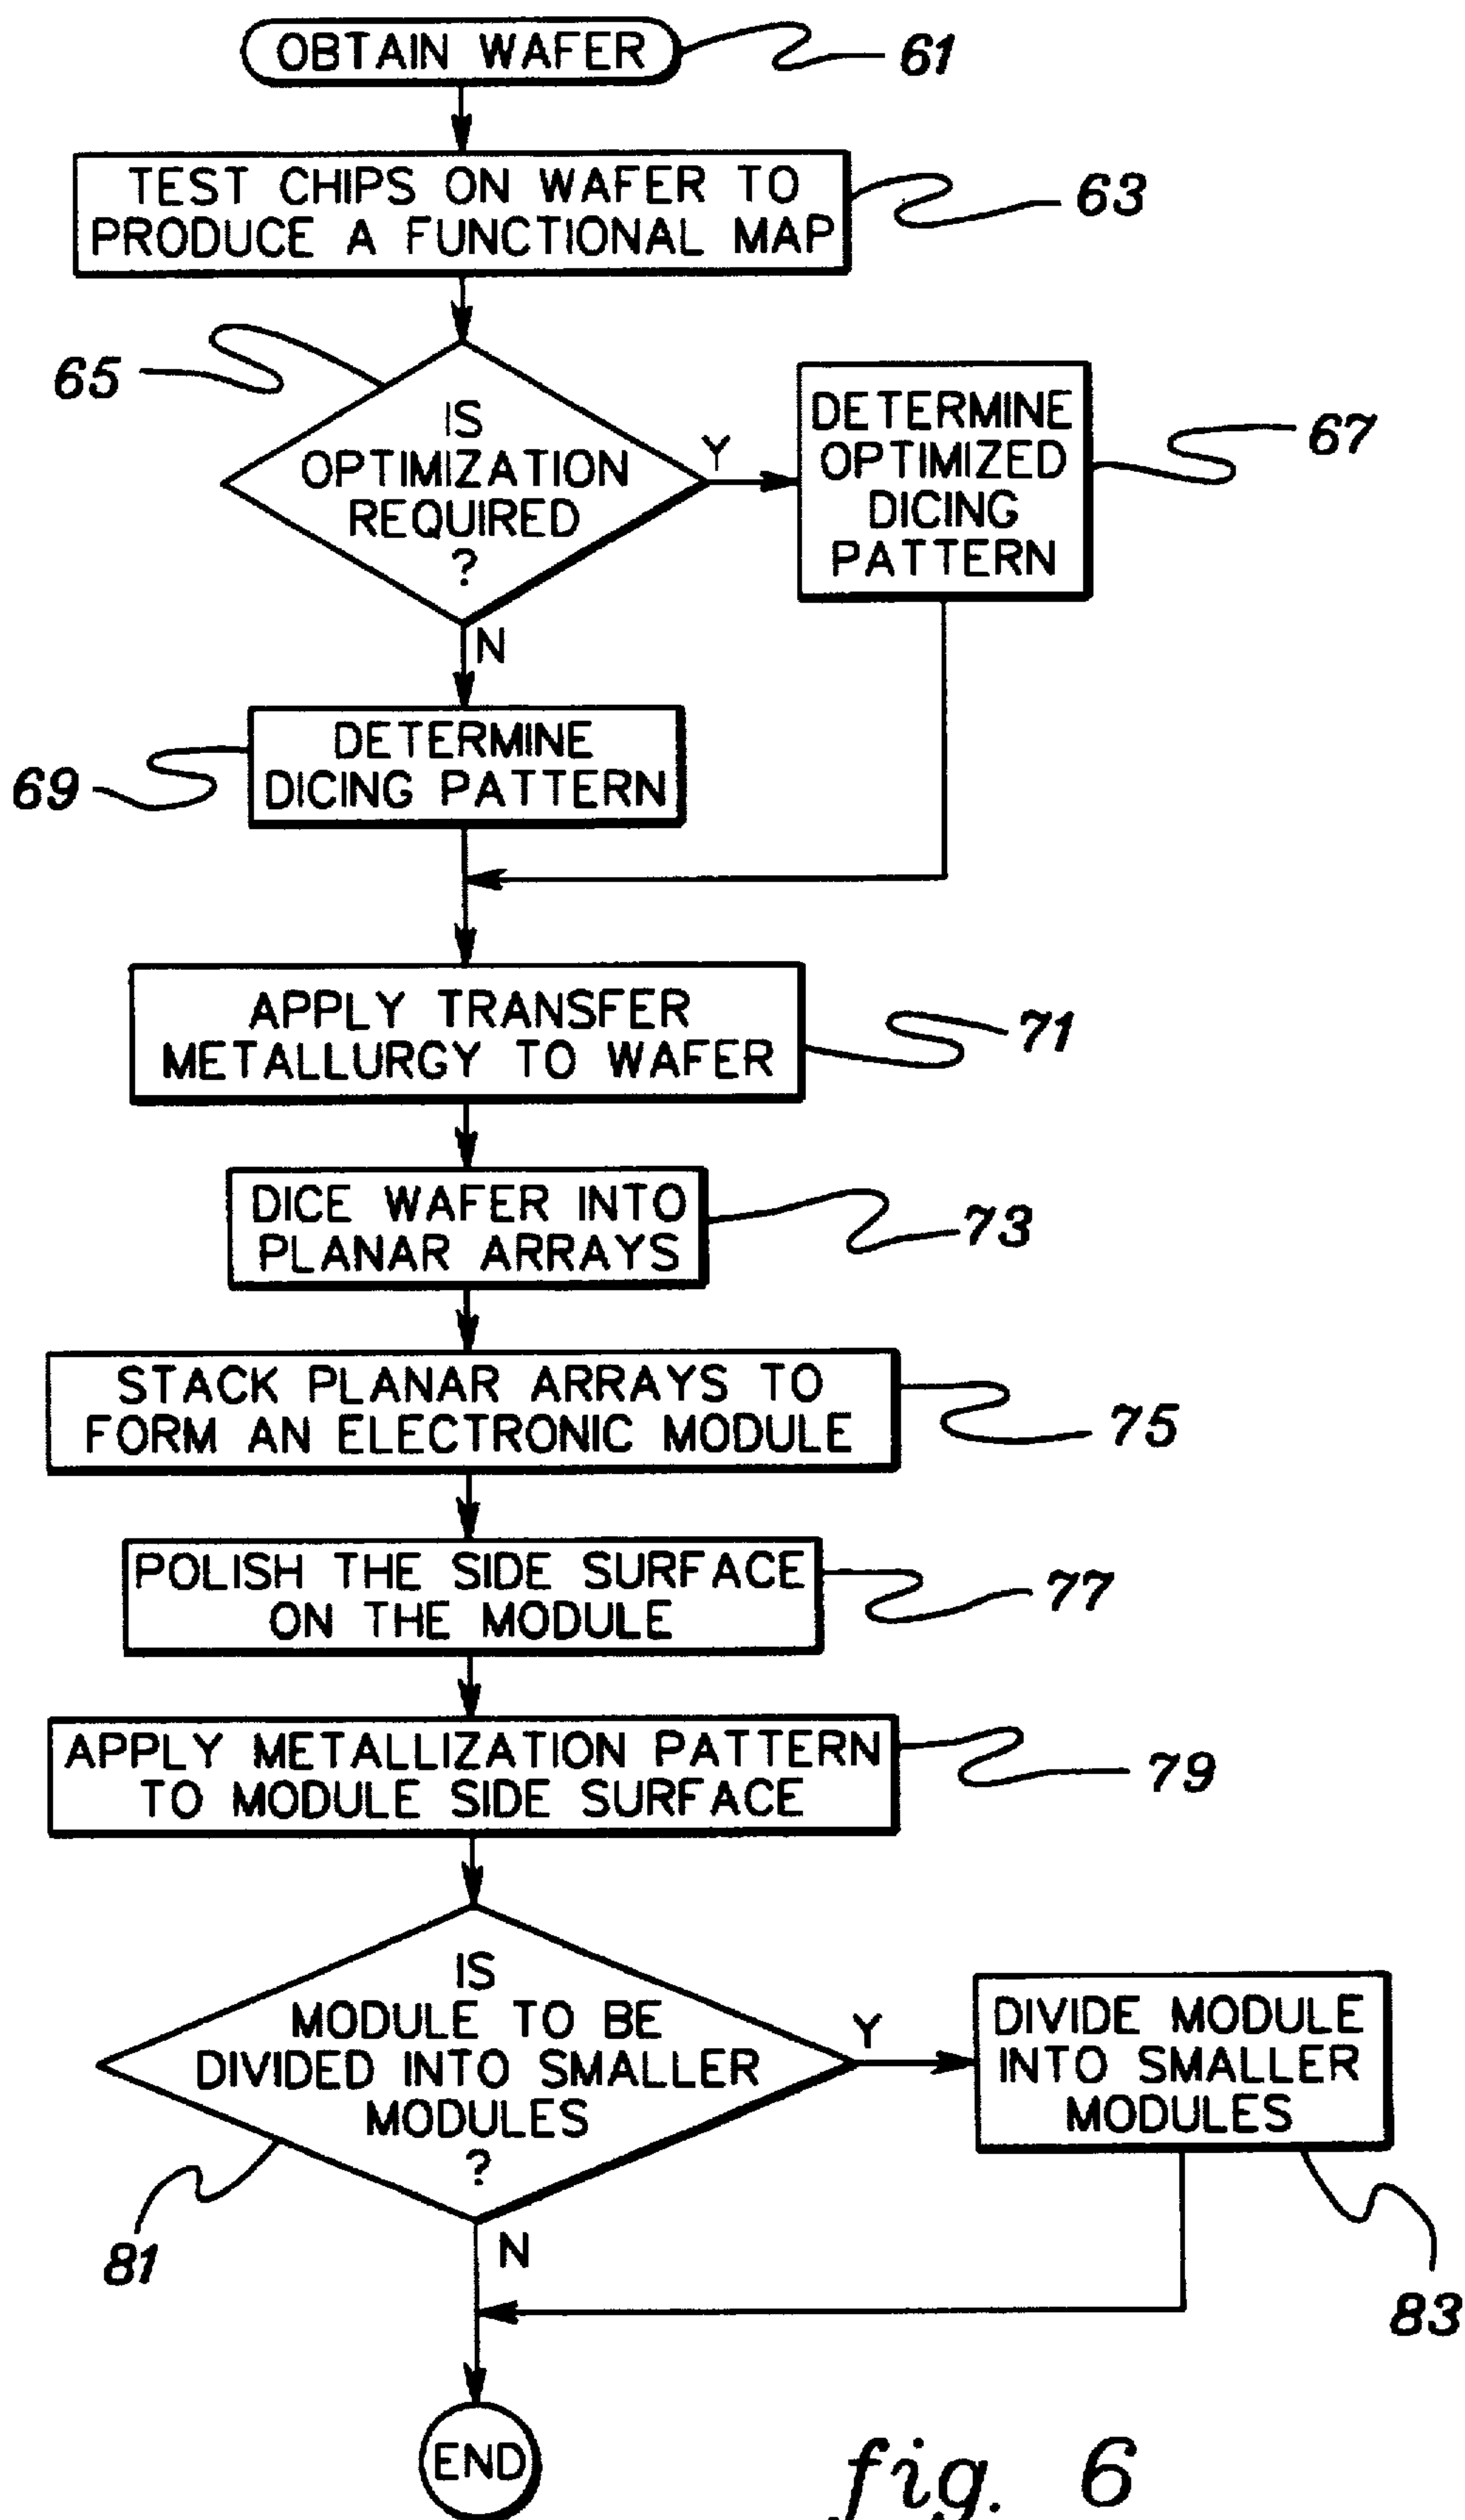 OBTAIN WAFER
61
TEST CHIPS ON WAFER TO
PRODUCE A FUNCTIONAL MAP
63
65
IS
OPTIMIZATION
REQUIRED
?
Y
N
DETERMINE
OPTIMIZED
DICING
PATTERN
67
DETERMINE
DICING PATTERN
69
APPLY TRANSFER
METALLURGY TO WAFER
71
DICE WAFER INTO
PLANAR ARRAYS
73
STACK PLANAR ARRAYS TO
FORM AN ELECTRONIC MODULE
75
POLISH THE SIDE SURFACE
ON THE MODULE
77
APPLY METALLIZATION PATTERN
TO MODULE SIDE SURFACE
79
IS
MODULE TO BE
DIVIDED INTO SMALLER
MODULES
?
Y
N
81
DIVIDE MODULE
INTO SMALLER
MODULES
83
END
fig. 6